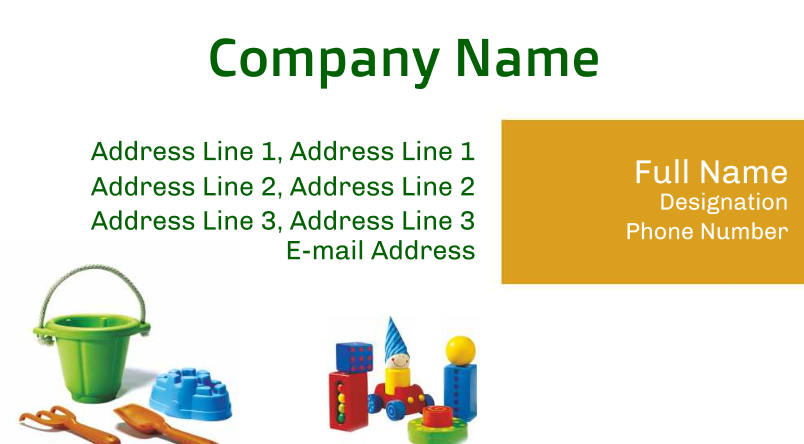 Company Name
Address Line 1, Address Line 1
Address Line 2, Address Line 2
Address Line 3, Address Line 3
E-mail Address
Full Name
Designation
Phone Number